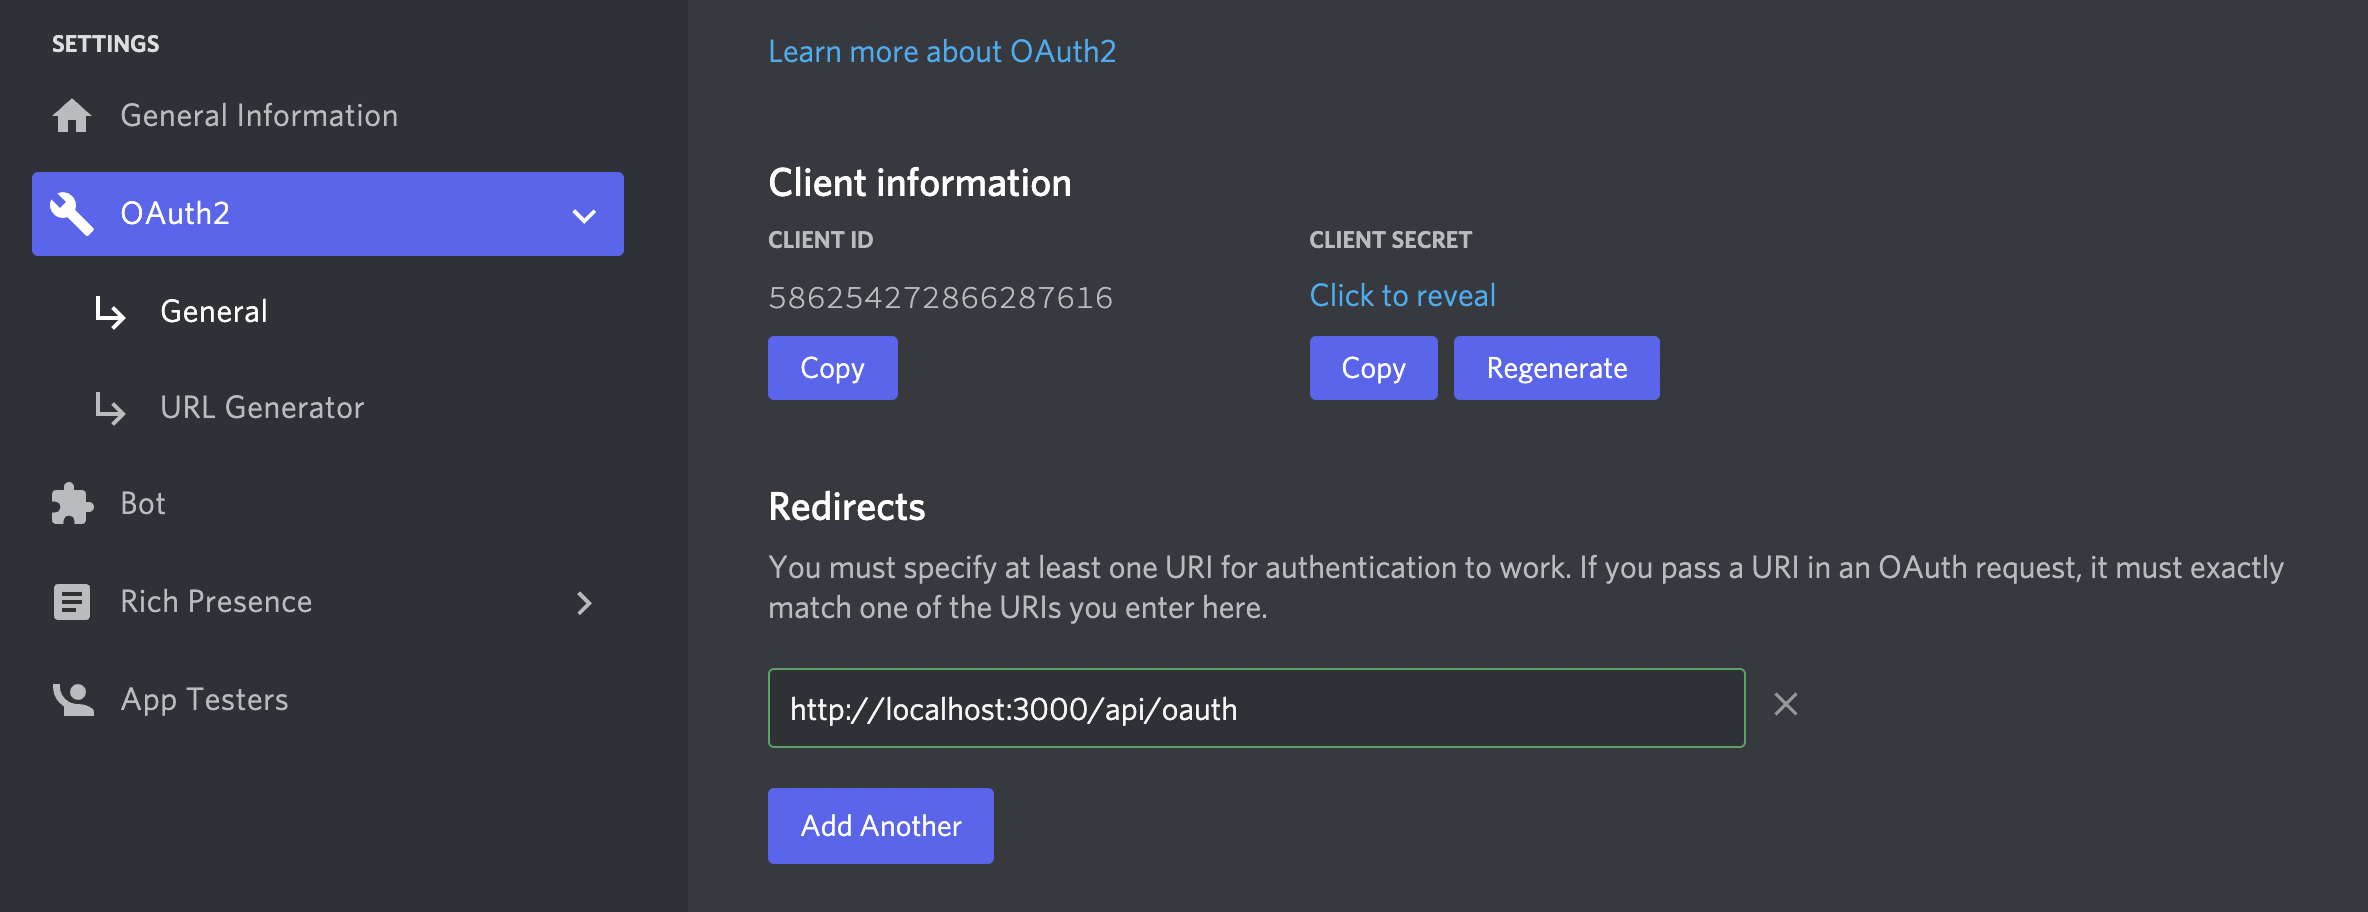 SETTINGS
General Information
OAuth2
General
URL Generator
Bot
Rich Presence
App Testers
Learn more about OAuth2
Client information
CLIENT ID
586254272866287616
Copy
CLIENT SECRET
Click to reveal
Copy Regenerate
Redirects
You must specify at least one URI for authentication to work. If you pass a URI in an OAuth request, it must exactly
match one of the URIs you enter here.
http://localhost:3000/api/oauth
Add Another